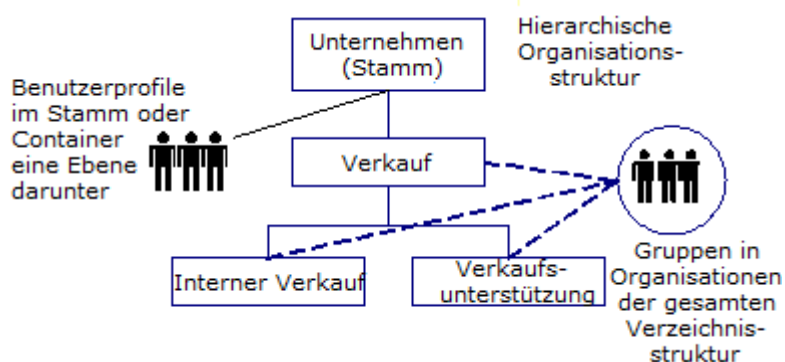 Unternehmen
(Stamm)
Hierarchische
Organisations-
struktur
Benutzerprofile
im Stamm oder
Container
eine Ebene
darunter
Verkauf
Interner Verkauf
Verkaufs-
unterstützung
Gruppen in
Organisationen
der gesamten
Verzeichnis-
struktur